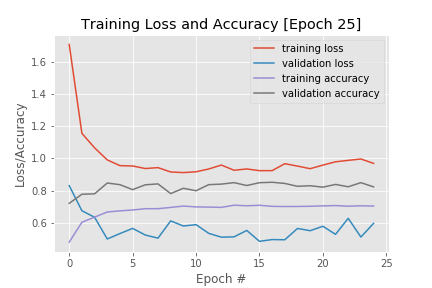 Training Loss and Accuracy [Epoch 25]
training loss
validation loss
training accuracy
validation accuracy
Loss/Accuracy
1.6
1.4
1.2
1.0
0.8
0.6
0 5 10 15 20 25
Epoch #